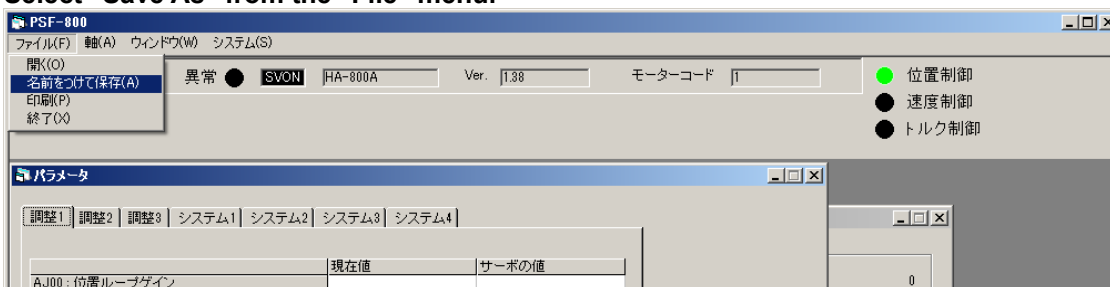 Select "Save As" from the "File" menu.
PSF-800
ファイル(F) 軸(A) ウィンドウ(W) システム(S)
開く(O)
名前をつけて保存(A)
印刷(P)
終了(X)
異常 SVON HA-800A Ver. 1.38 モーターコード 1
位置制御
速度制御
トルク制御
パラメータ
調整1 調整2 調整3 システム1 システム2 システム3 システム4
現在値 サーボの値
AJ00 : 位置ループゲイン
0